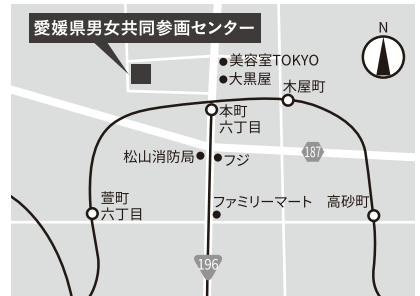 愛媛県男女共同参画センター
N
美容室TOKYO
大黒屋
木屋町
本町
六丁目
187
松山消防局
フジ
萱町
六丁目
ファミリーマート
高砂町
196